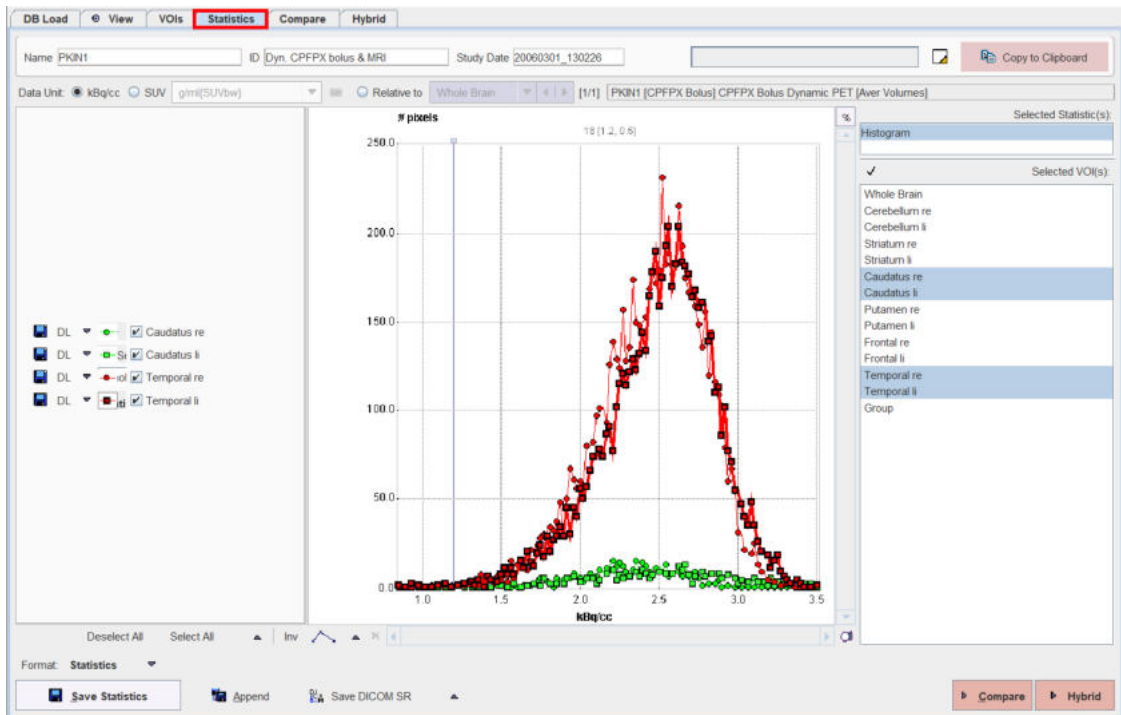 DB Load View VOIs Statistics Compare Hybrid
Name PKIN1 ID Dyn. CPFPX bolus & MRI Study Date 20060301_130226 Copy to Clipboard
Data Unit: kBq/cc SUV g/ml{SUVbw} Relative to Whole Brain [1/1] PKIN1 [CPFPX Bolus] CPFPX Bolus Dynamic PET [Aver Volumes]
# pixels
18 [1.2, 0.6]
250.0
200.0
150.0
100.0
50.0
0.0
1.0 1.5 2.0 2.5 3.0 3.5
kBq/cc
DL Caudatus re
DL Caudatus li
DL Temporal re
DL Temporal li
%
Selected Statistic(s):
Histogram
Selected VOI(s):
Whole Brain
Cerebellum re
Cerebellum li
Striatum re
Striatum li
Caudatus re
Caudatus li
Putamen re
Putamen li
Frontal re
Frontal li
Temporal re
Temporal li
Group
Deselect All Select All Inv
Format: Statistics
Save Statistics Append Save DICOM SR Compare Hybrid